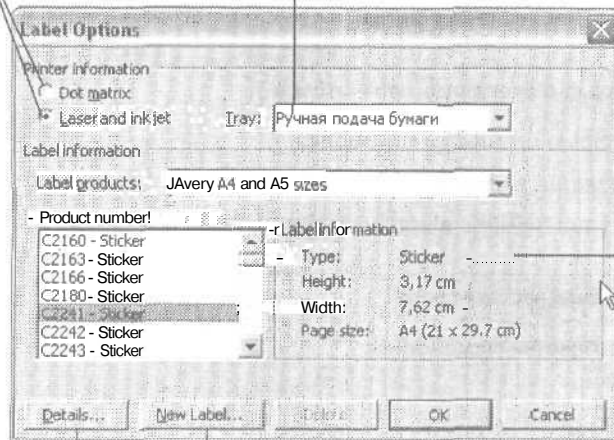 Label Options
Printer information
Dot matrix
Laser and ink jet Tray: Ручная подача бумаги
Label information
Label products: JAvery A4 and A5 sizes
- Product number!
C2160 - Sticker
C2163 - Sticker
C2166 - Sticker
C2180 - Sticker
C2241 - Sticker
C2242 - Sticker
C2243 - Sticker
-r Label information
- Type: Sticker -
Height: 3,17 cm
Width: 7,62 cm -
Page size: A4 (21 x 29.7 cm)
Details... New Label... Delete OK Cancel